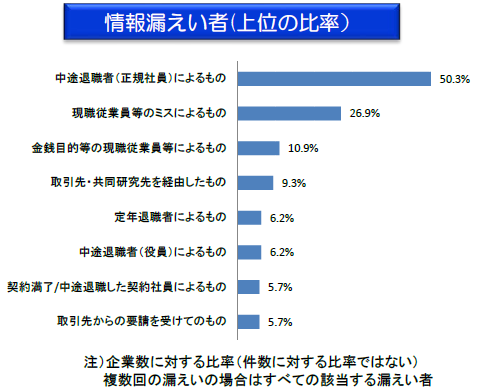 情報漏えい者(上位の比率)
中途退職者(正規社員)によるもの 50.3%
現職従業員等のミスによるもの 26.9%
金銭目的等の現職従業員等によるもの 10.9%
取引先・共同研究先を経由したもの 9.3%
定年退職者によるもの 6.2%
中途退職者(役員)によるもの 6.2%
契約満了/中途退職した契約社員によるもの 5.7%
取引先からの要請を受けてのもの 5.7%
注)企業数に対する比率(件数に対する比率ではない)
複数回の漏えいの場合はすべての該当する漏えい者